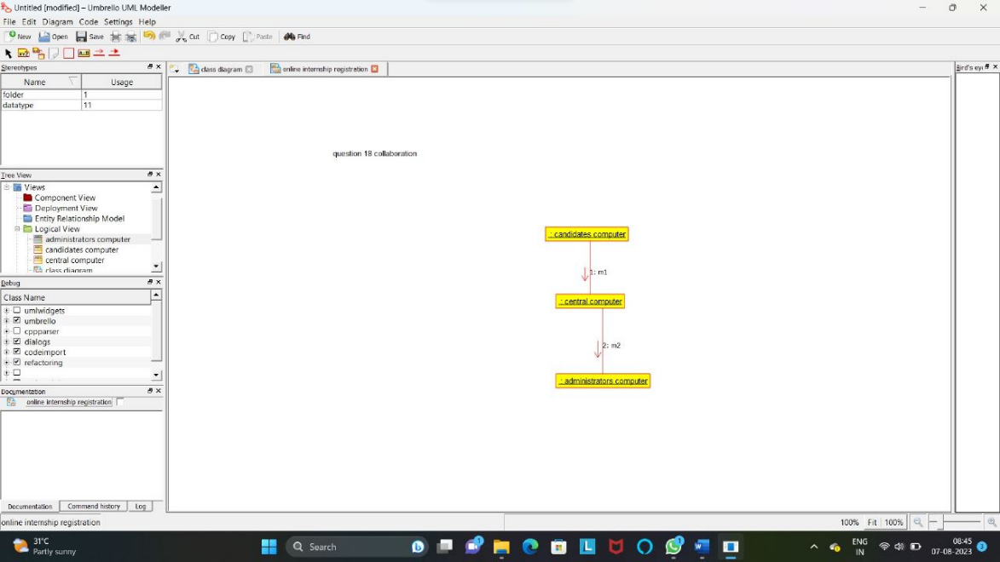 Untitled [modified] – Umbrello UML Modeller
File Edit Diagram Code Settings Help
New Open Save Cut Copy Paste Find
Stereotypes
Name Usage
folder 1
datatype 11
Tree View
Views
Component View
Deployment View
Entity Relationship Model
Logical View
administrators computer
candidates computer
central computer
class diagram
Debug
Class Name
umlwidgets
umbrello
cppparser
dialogs
codeimport
refactoring
Documentation
online internship registration
Documentation Command history Log
class diagram online internship registration
question 18 collaboration
: candidates computer
1: m1
: central computer
2: m2
: administrators computer
Bird's eye
online internship registration 100% Fit 100%
31°C
Partly sunny
Search
ENG
IN
08:45
07-08-2023